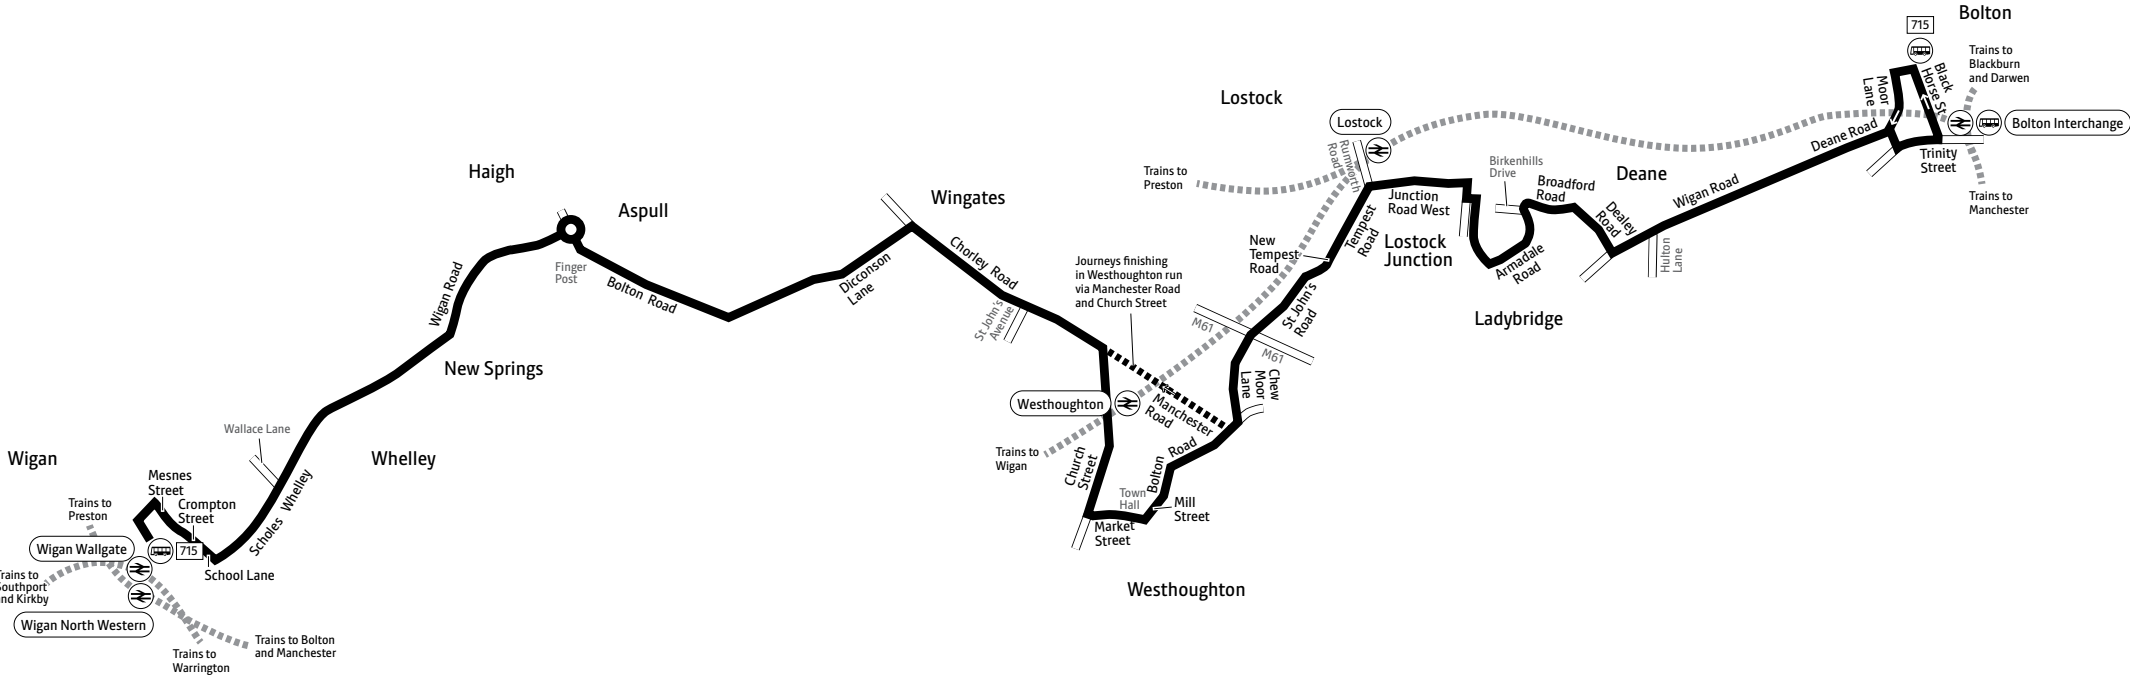 Bolton
715
Trains to
Blackburn
and Darwen
Black
Horse St
Moor
Lane
Bolton Interchange
Deane Road
Trinity
Street
Trains to
Manchester
Lostock
Lostock
Rumworth
Road
Trains to
Preston
Birkenhills
Drive
Broadford
Road
Deane
Dealey
Road
Wigan Road
Hulton
Lane
Junction
Road West
Lostock
Junction
Armadale
Road
Ladybridge
Tempest
Road
New
Tempest
Road
St John's
Road
M61
M61
Chew
Moor
Lane
Journeys finishing
in Westhoughton run
via Manchester Road
and Church Street
Manchester
Road
Westhoughton
Trains to
Wigan
Church
Street
Bolton Road
Town
Hall
Mill
Street
Market
Street
Westhoughton
Wingates
Chorley Road
St John's
Avenue
Dicconson
Lane
Haigh
Aspull
Finger
Post
Bolton Road
Wigan Road
New Springs
Wallace Lane
Whelley
Whelley
Scholes
Wigan
Mesnes
Street
Crompton
Street
Trains to
Preston
Wigan Wallgate
715
School Lane
Trains to
Southport
and Kirkby
Wigan North Western
Trains to Bolton
and Manchester
Trains to
Warrington